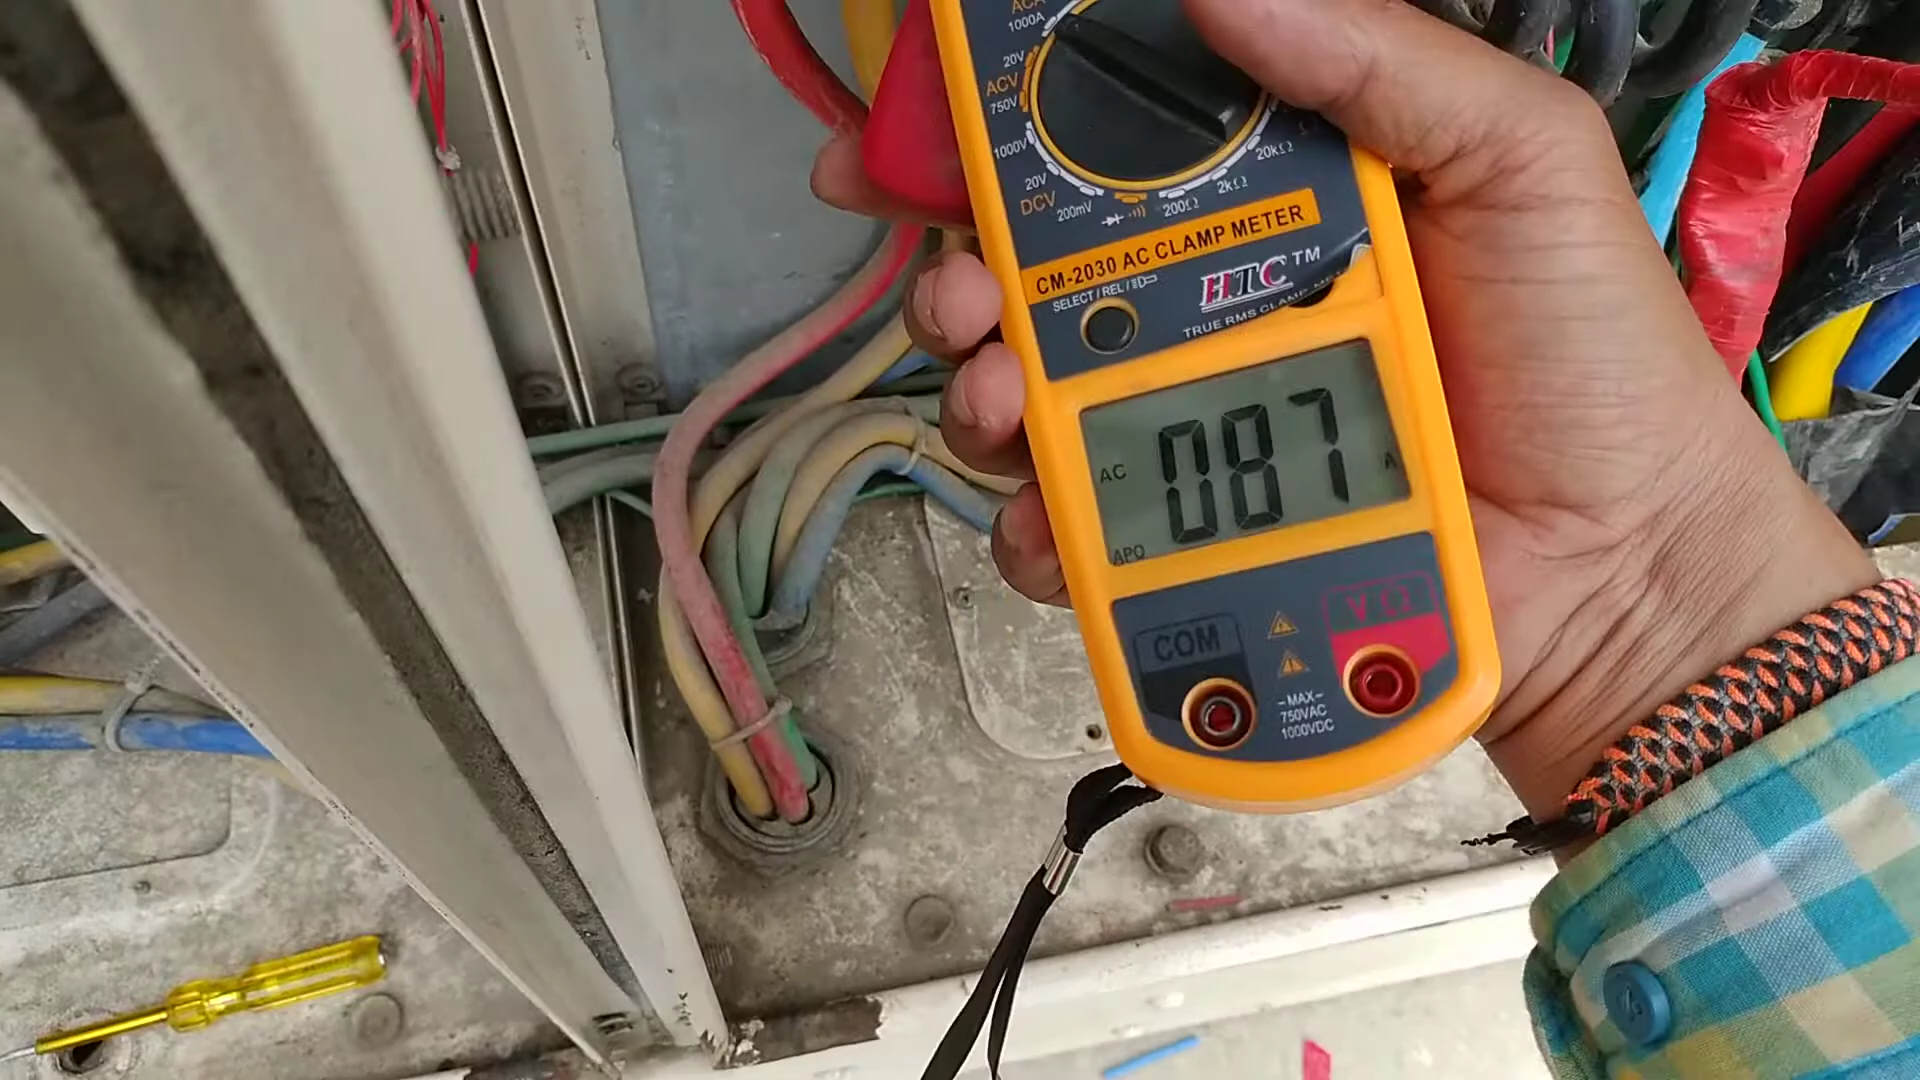 ACA
1000A
20V
ACV
750V
1000V
20V
DCV
200mV
200Ω
2kΩ
20kΩ
CM-2030 AC CLAMP METER
SELECT / REL /
HTC™
TRUE RMS CLAMP METER
AC 087 A
APO
COM
V Ω
-MAX-
750VAC
1000VDC